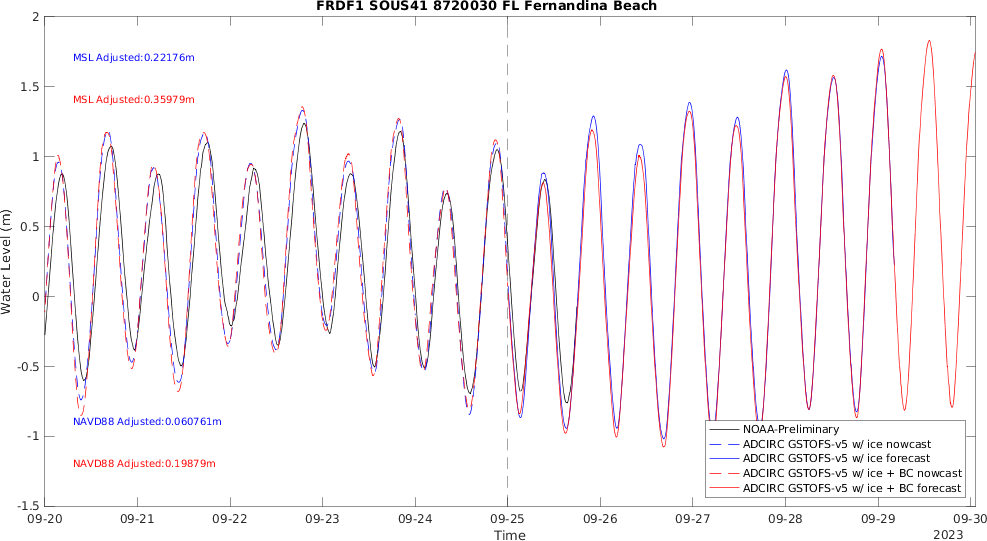 FRDF1 SOUS41 8720030 FL Fernandina Beach
2
1.5
1
0.5
0
-0.5
-1
-1.5
Water Level (m)
MSL Adjusted:0.22176m
MSL Adjusted:0.35979m
NAVD88 Adjusted:0.060761m
NAVD88 Adjusted:0.19879m
NOAA-Preliminary
ADCIRC GSTOFS-v5 w/ ice nowcast
ADCIRC GSTOFS-v5 w/ ice forecast
ADCIRC GSTOFS-v5 w/ ice + BC nowcast
ADCIRC GSTOFS-v5 w/ ice + BC forecast
09-20 09-21 09-22 09-23 09-24 09-25 09-26 09-27 09-28 09-29 09-30
Time
2023